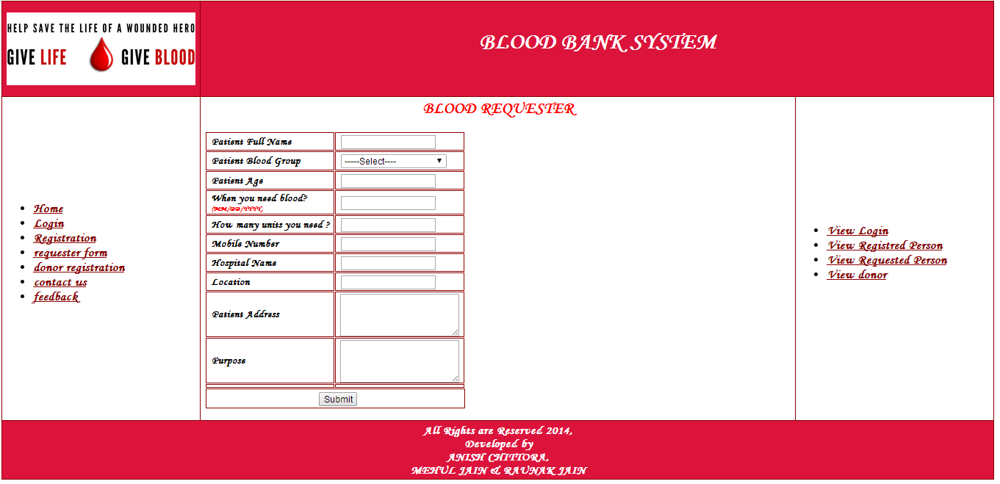 HELP SAVE THE LIFE OF A WOUNDED HERO
GIVE LIFE GIVE BLOOD
BLOOD BANK SYSTEM
Home
Login
Registration
requester form
donor registration
contact us
feedback
BLOOD REQUESTER
Patient Full Name
Patient Blood Group -----Select----
Patient Age
When you need blood?
(MM/DD/YYYY)
How many units you need ?
Mobile Number
Hospital Name
Location
Patient Address
Purpose
Submit
View Login
View Registred Person
View Requested Person
View donor
All Rights are Reserved 2014,
Developed by
ANISH CHITTORA,
MEHUL JAIN & RAUNAK JAIN